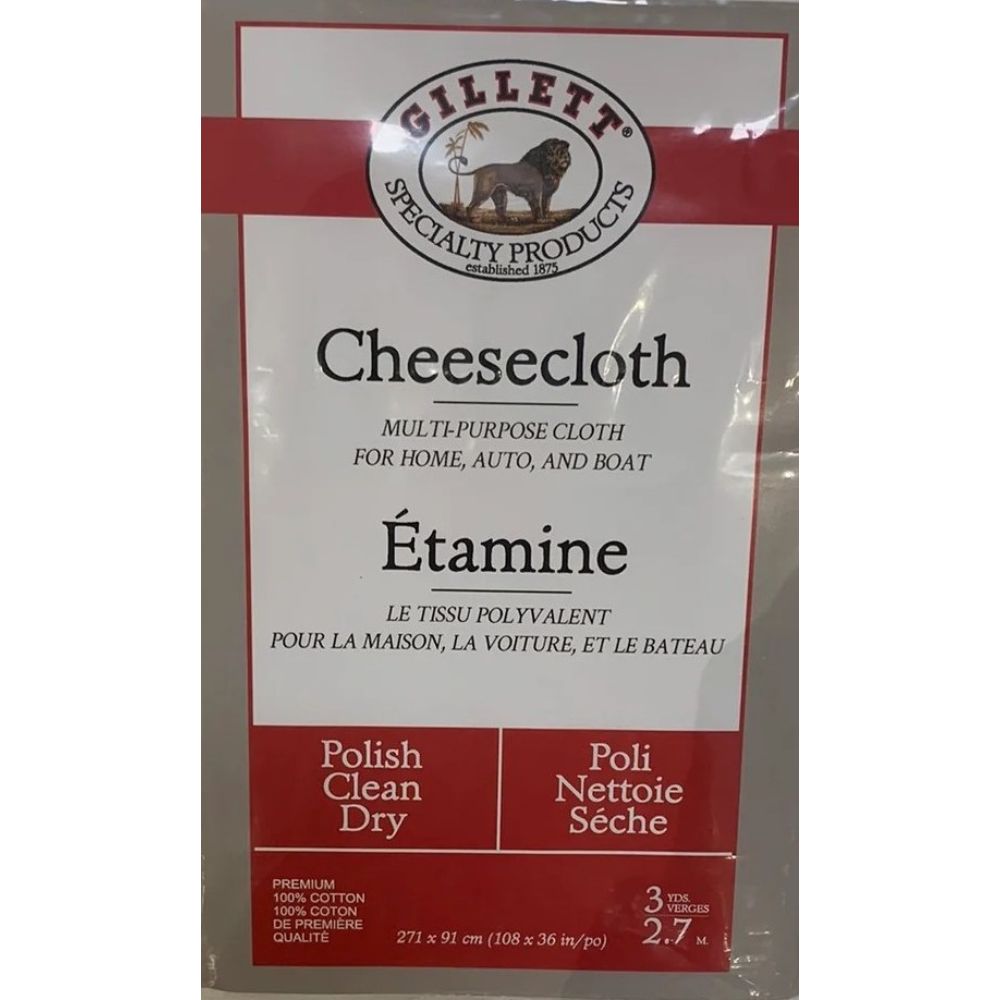 GILLETT®
SPECIALTY PRODUCTS
established 1875
Cheesecloth
MULTI-PURPOSE CLOTH
FOR HOME, AUTO, AND BOAT
Étamine
LE TISSU POLYVALENT
POUR LA MAISON, LA VOITURE, ET LE BATEAU
Polish
Clean
Dry
Poli
Nettoie
Séche
PREMIUM
100% COTTON
100% COTON
DE PREMIÈRE
QUALITÉ
271 x 91 cm (108 x 36 in/po)
3 YDS. VERGES
2.7 M.